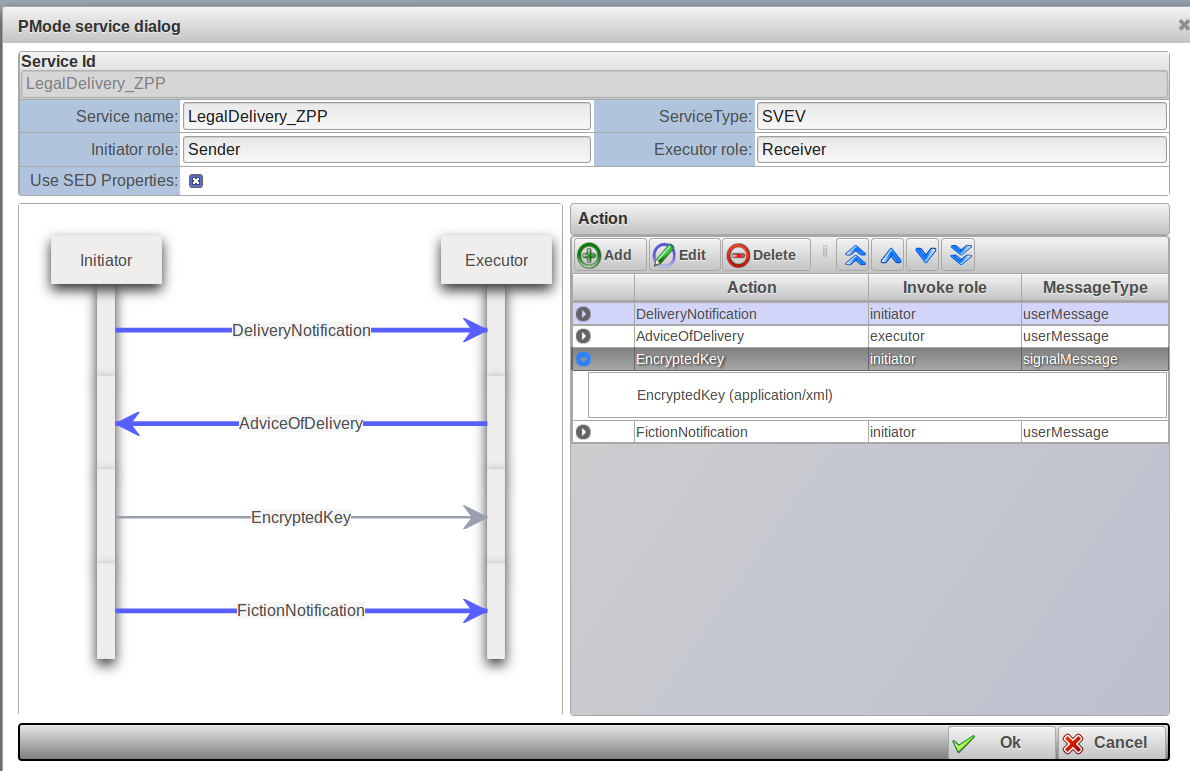 PMode service dialog
Service Id
LegalDelivery_ZPP
Service name: LegalDelivery_ZPP ServiceType: SVEV
Initiator role: Sender Executor role: Receiver
Use SED Properties:
Initiator Executor
DeliveryNotification
AdviceOfDelivery
EncryptedKey
FictionNotification
Action
Add Edit Delete
Action Invoke role MessageType
DeliveryNotification initiator userMessage
AdviceOfDelivery executor userMessage
EncryptedKey initiator signalMessage
EncryptedKey (application/xml)
FictionNotification initiator userMessage
Ok Cancel